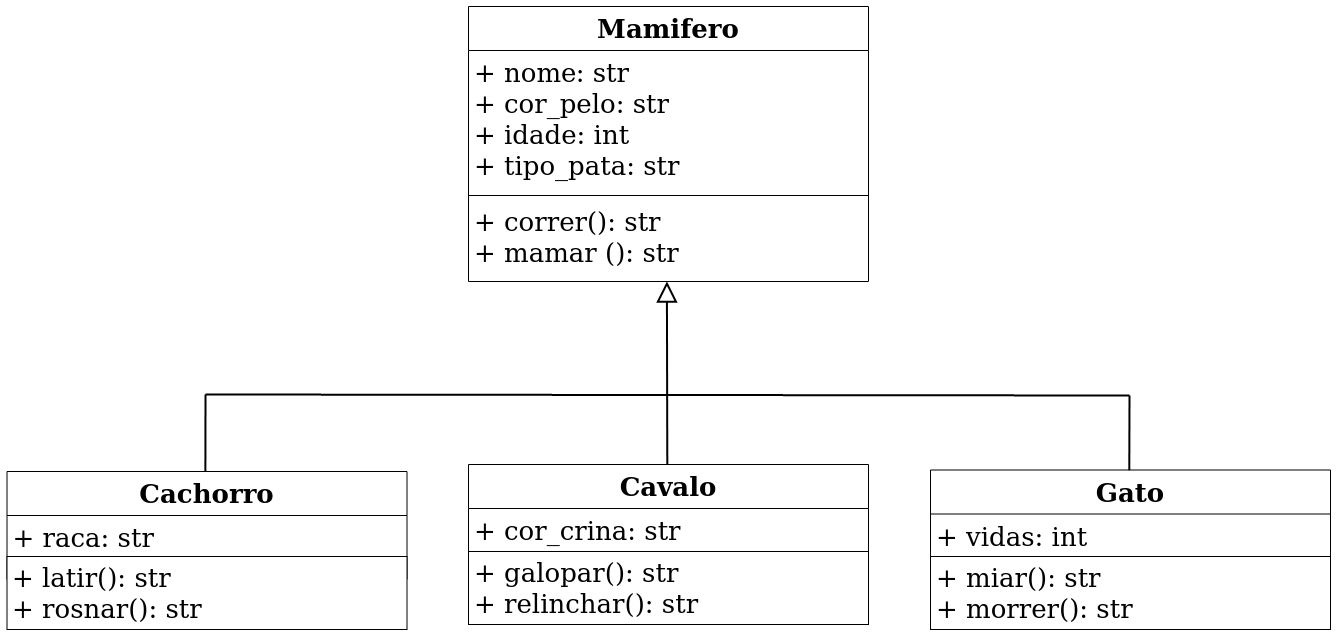 Mamifero
+ nome: str
+ cor_pelo: str
+ idade: int
+ tipo_pata: str
+ correr(): str
+ mamar (): str
Cachorro
+ raca: str
+ latir(): str
+ rosnar(): str
Cavalo
+ cor_crina: str
+ galopar(): str
+ relinchar(): str
Gato
+ vidas: int
+ miar(): str
+ morrer(): str